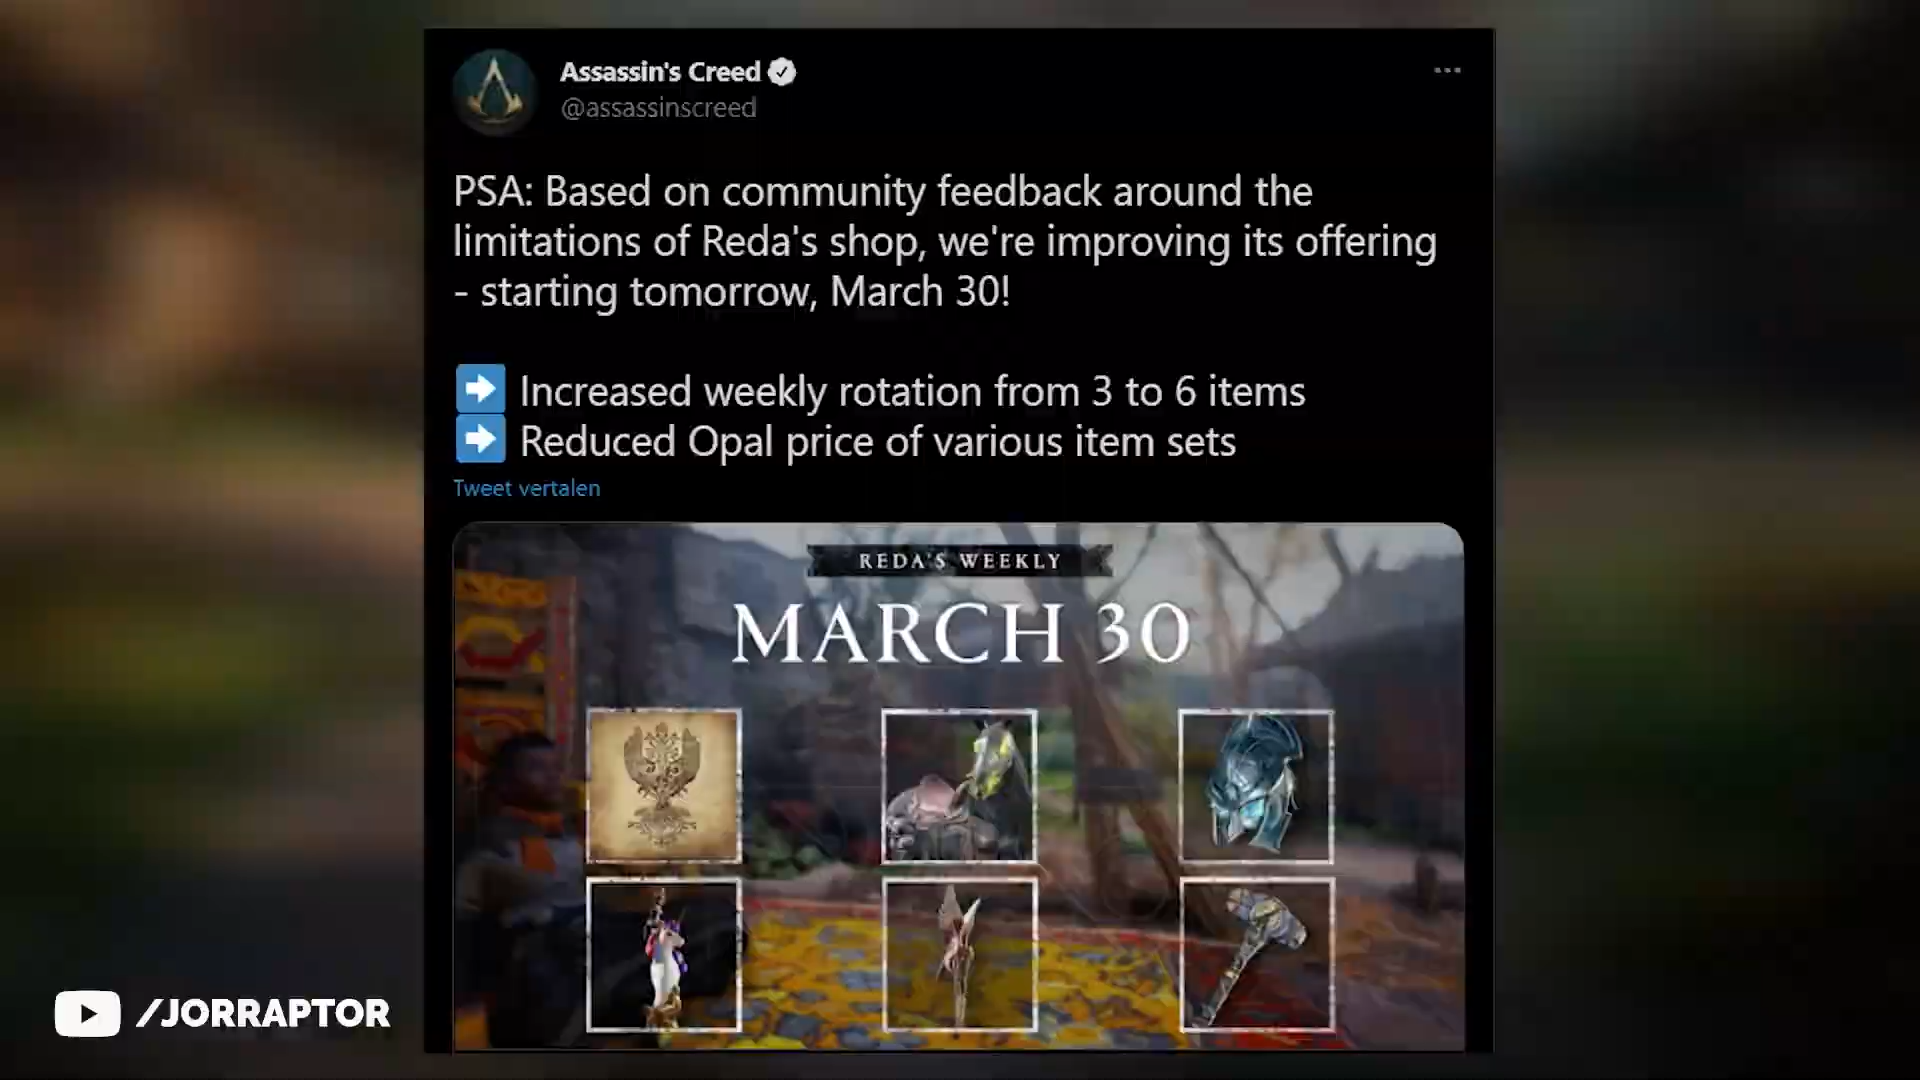 Assassin's Creed
@assassinscreed
PSA: Based on community feedback around the
limitations of Reda's shop, we're improving its offering
- starting tomorrow, March 30!
➡ Increased weekly rotation from 3 to 6 items
➡ Reduced Opal price of various item sets
Tweet vertalen
REDA'S WEEKLY
MARCH 30
/JORRAPTOR